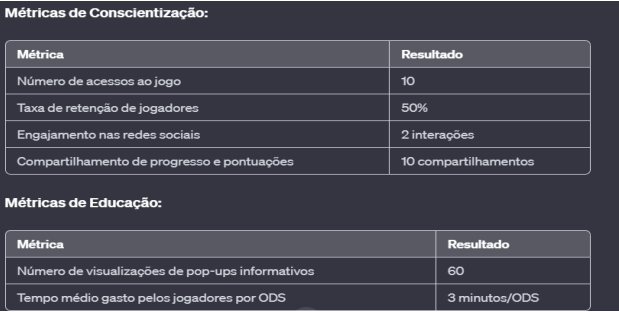 Métricas de Conscientização:
Métrica Resultado
Número de acessos ao jogo 10
Taxa de retenção de jogadores 50%
Engajamento nas redes sociais 2 interações
Compartilhamento de progresso e pontuações 10 compartilhamentos
Métricas de Educação:
Métrica Resultado
Número de visualizações de pop-ups informativos 60
Tempo médio gasto pelos jogadores por ODS 3 minutos/ODS